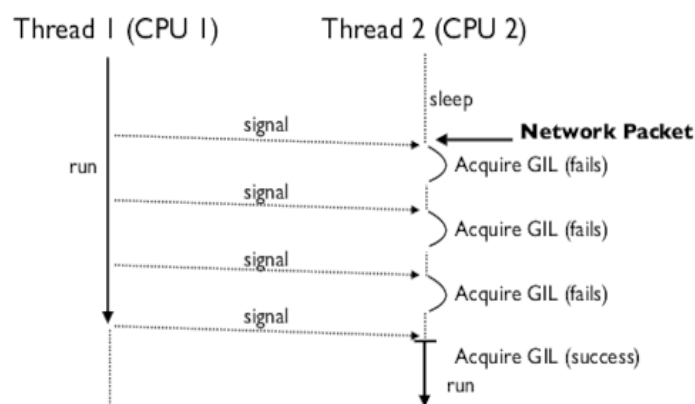 Thread 1 (CPU 1)
Thread 2 (CPU 2)
sleep
signal
Network Packet
run
Acquire GIL (fails)
signal
Acquire GIL (fails)
signal
Acquire GIL (fails)
signal
Acquire GIL (success)
run